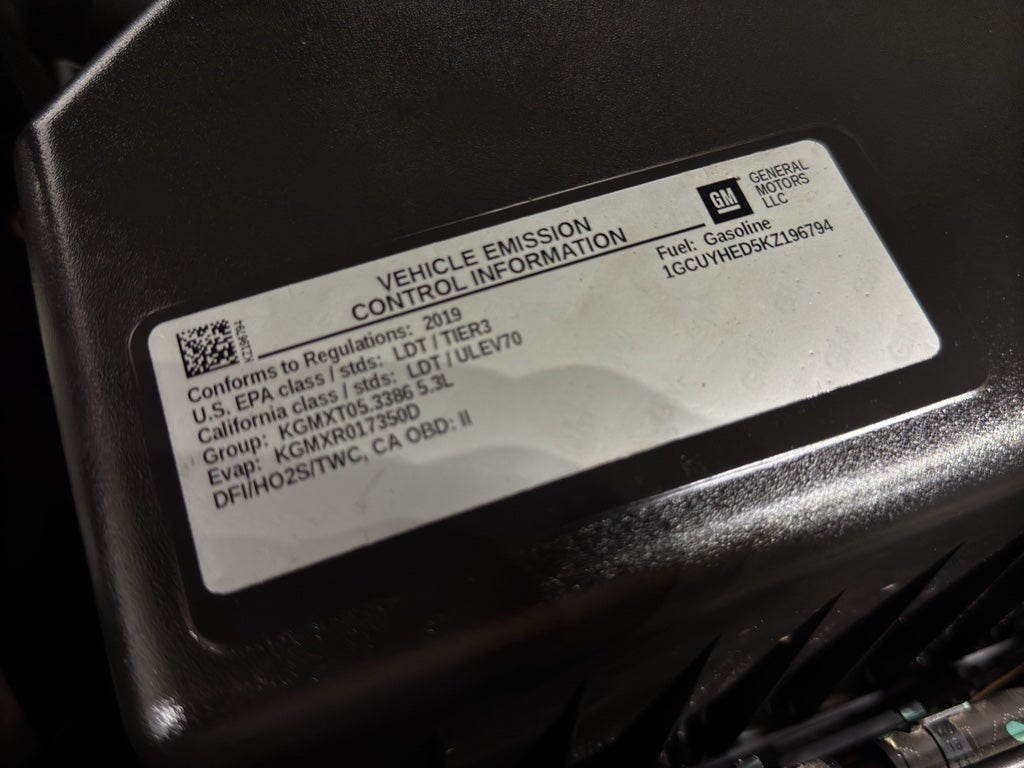 GM
GENERAL
MOTORS
LLC
VEHICLE EMISSION
CONTROL INFORMATION
Fuel: Gasoline
1GCUYHED5KZ196794
KZ196794
Conforms to Regulations: 2019
U.S. EPA class / stds: LDT / TIER3
California class / stds: LDT / ULEV70
Group: KGMXT05.3386 5.3L
Evap: KGMXR017350D
DFI/HO2S/TWC, CA OBD: II